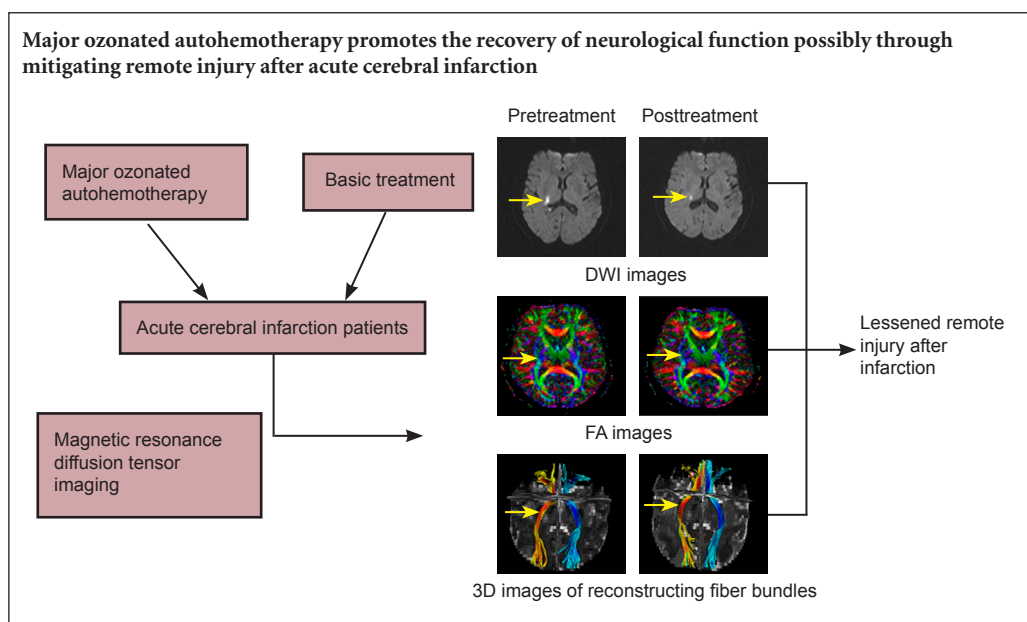 Major ozonated autohemotherapy promotes the recovery of neurological function possibly through
mitigating remote injury after acute cerebral infarction
Pretreatment
Posttreatment
Major ozonated
autohemotherapy
Basic treatment
DWI images
Acute cerebral infarction patients
Lessened remote
injury after
infarction
FA images
Magnetic resonance
diffusion tensor
imaging
3D images of reconstructing fiber bundles